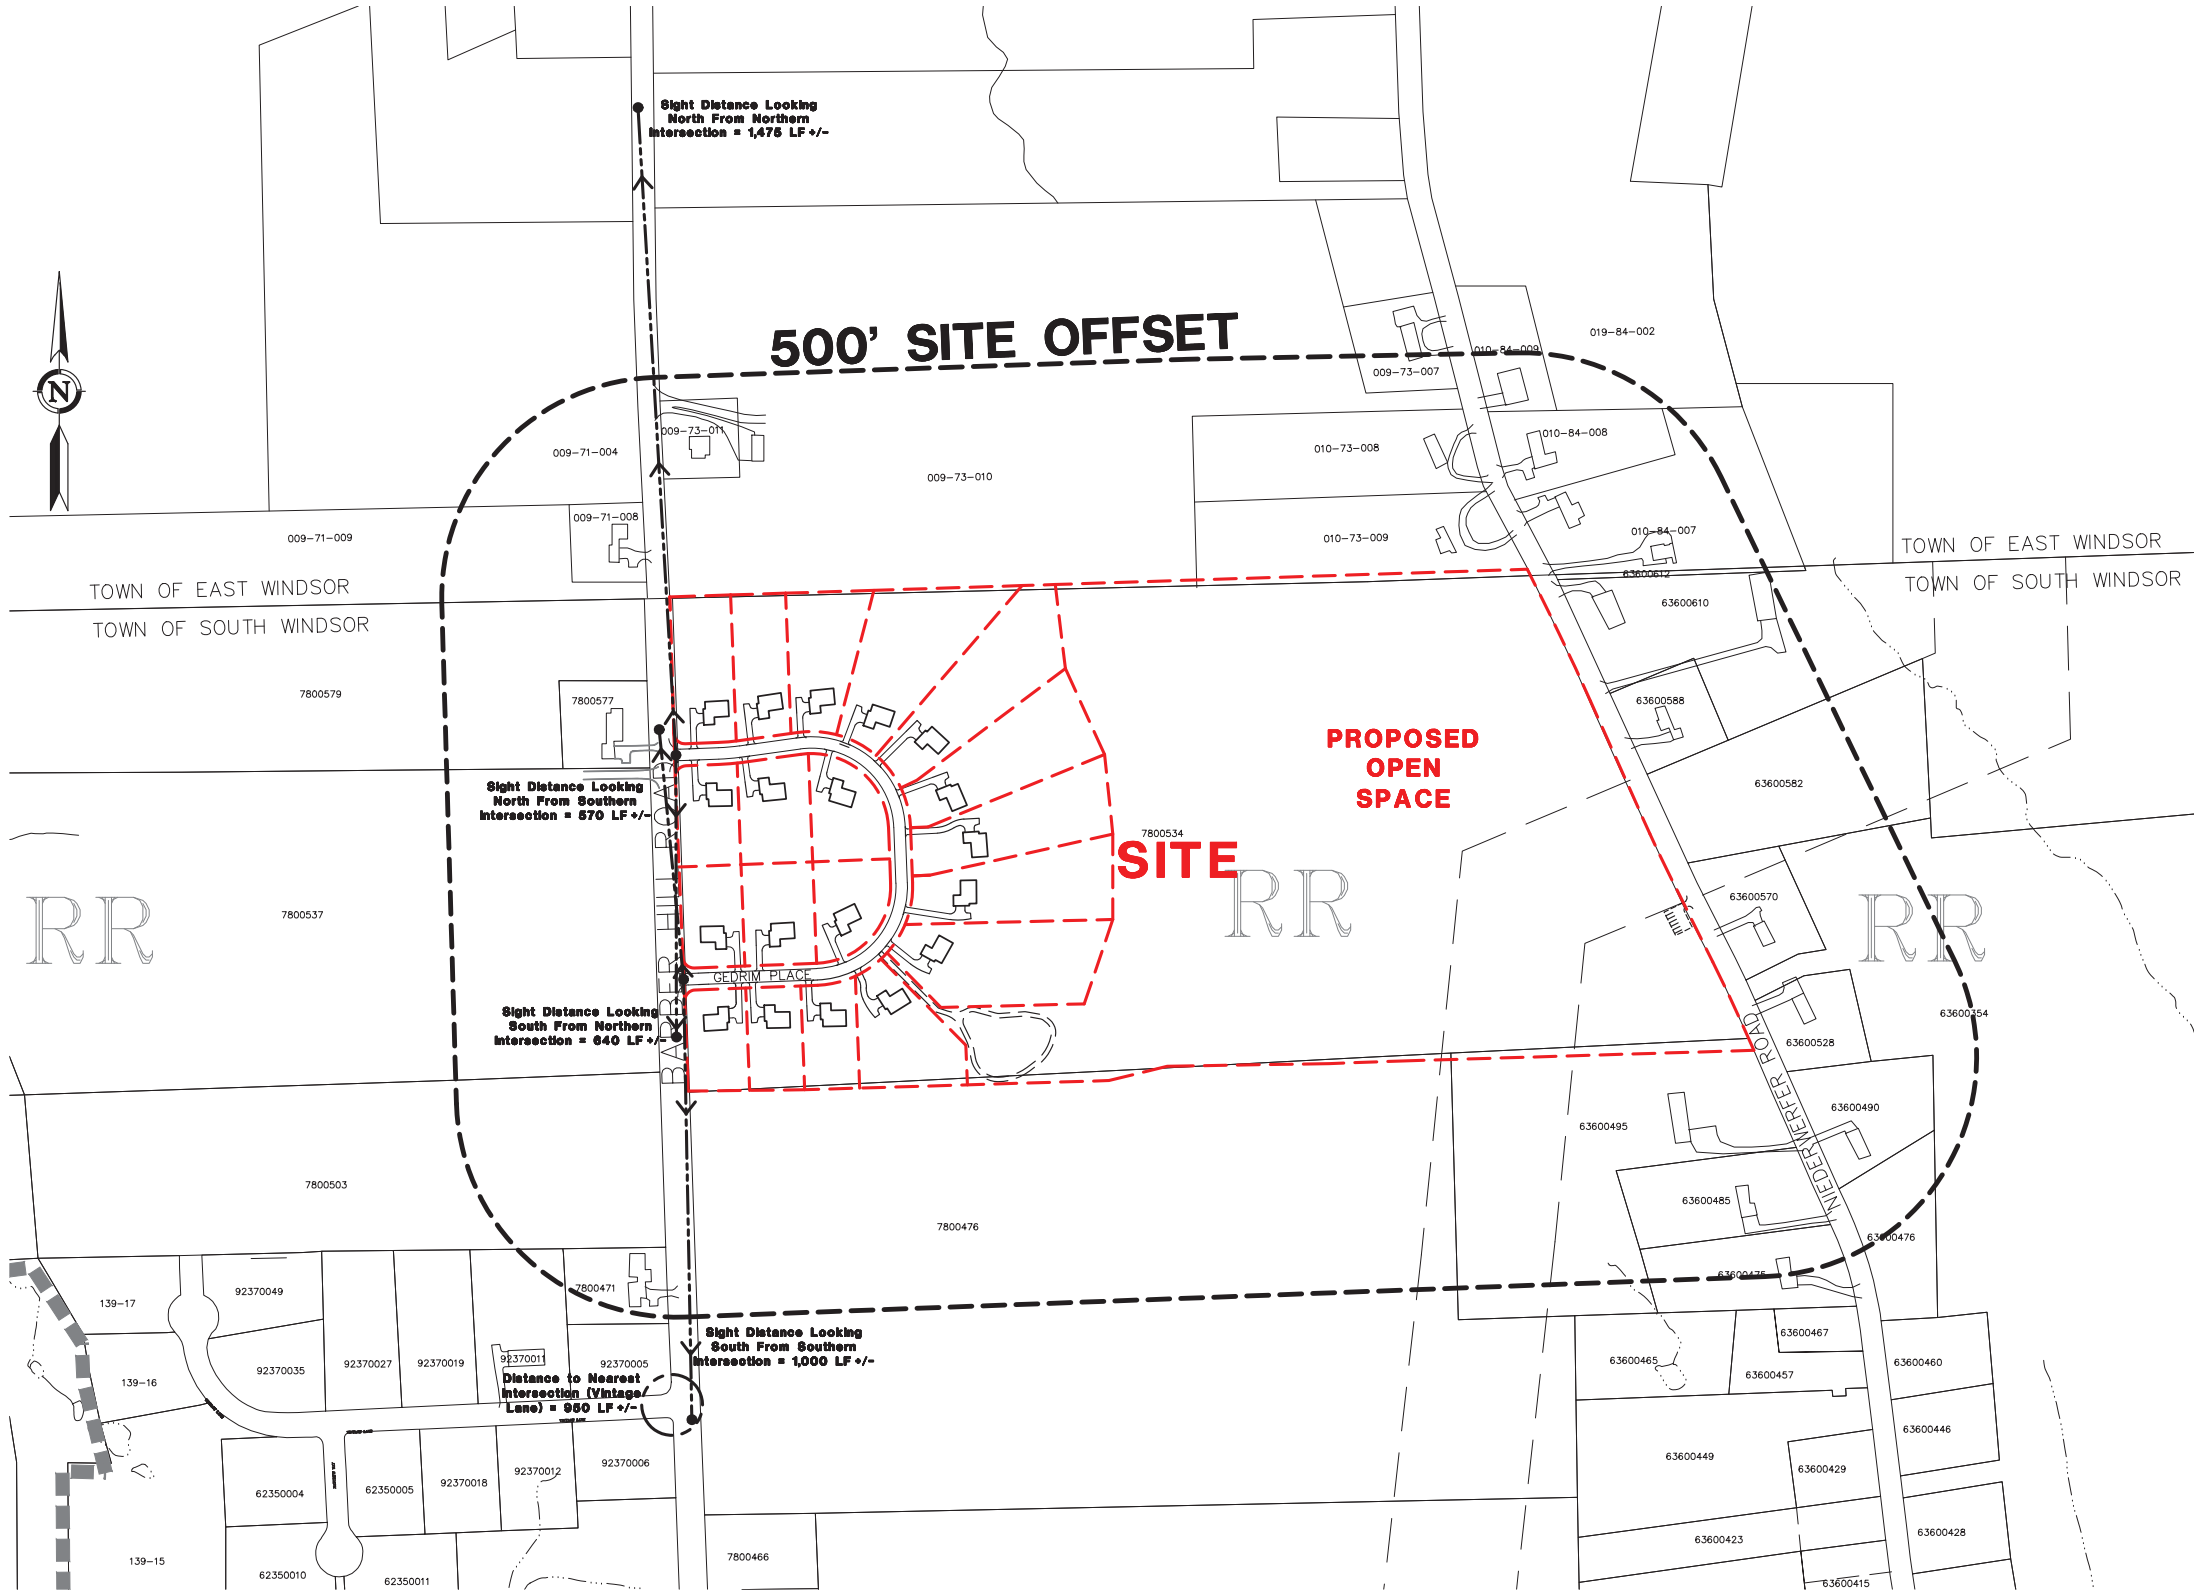 Sight Distance Looking
North From Northern
Intersection = 1,475 LF +/-
500' SITE OFFSET
019-84-002
010-84-009
009-73-007
N
009-73-011
009-71-004
010-84-008
010-73-008
009-73-010
009-71-008
010-84-007
009-71-009
010-73-009
TOWN OF EAST WINDSOR
TOWN OF EAST WINDSOR
TOWN OF SOUTH WINDSOR
TOWN OF SOUTH WINDSOR
63600612
63600610
7800579
7800577
63600588
PROPOSED
OPEN
SPACE
63600582
Sight Distance Looking
North From Southern
Intersection = 570 LF +/-
7800534
SITE
RR
RR
RR
7800537
63600570
BARBER HILL ROAD
GEDRIM PLACE
Sight Distance Looking
South From Northern
Intersection = 640 LF +/-
63600354
63600528
NIEDERWERFER ROAD
63600490
63600495
7800503
63600485
7800476
63600476
63600475
7800471
92370049
139-17
Sight Distance Looking
South From Southern
Intersection = 1,000 LF +/-
63600467
63600465
63600460
63600457
92370035
92370027
92370019
92370011
92370005
139-16
Distance to Nearest
Intersection (Vintage
Lane) = 950 LF +/-
63600446
63600449
63600429
92370006
92370012
92370018
62350005
62350004
63600423
63600428
7800466
139-15
62350010
62350011
63600415